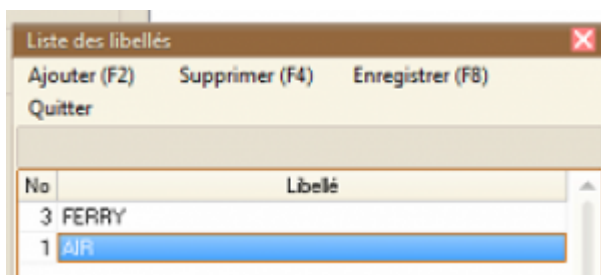 Liste des libellés
Ajouter (F2) Supprimer (F4) Enregistrer (F8)
Quitter
No Libellé
3 FERRY
1 AIR